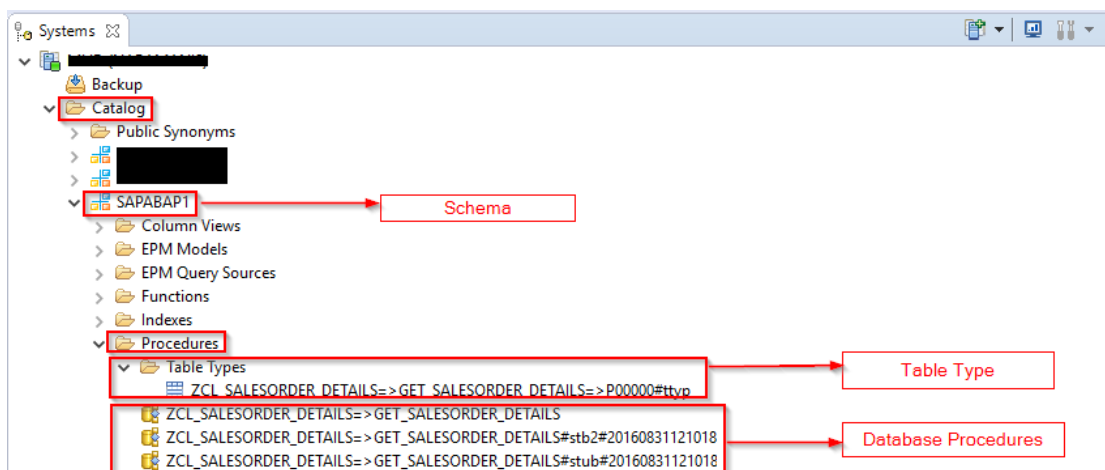 Systems
Backup
Catalog
Public Synonyms
SAPABAP1
Schema
Column Views
EPM Models
EPM Query Sources
Functions
Indexes
Procedures
Table Types
Table Type
ZCL_SALESORDER_DETAILS=>GET_SALESORDER_DETAILS=>P00000#ttyp
ZCL_SALESORDER_DETAILS=>GET_SALESORDER_DETAILS
ZCL_SALESORDER_DETAILS=>GET_SALESORDER_DETAILS#stb2#20160831121018
Database Procedures
ZCL_SALESORDER_DETAILS=>GET_SALESORDER_DETAILS#stub#20160831121018